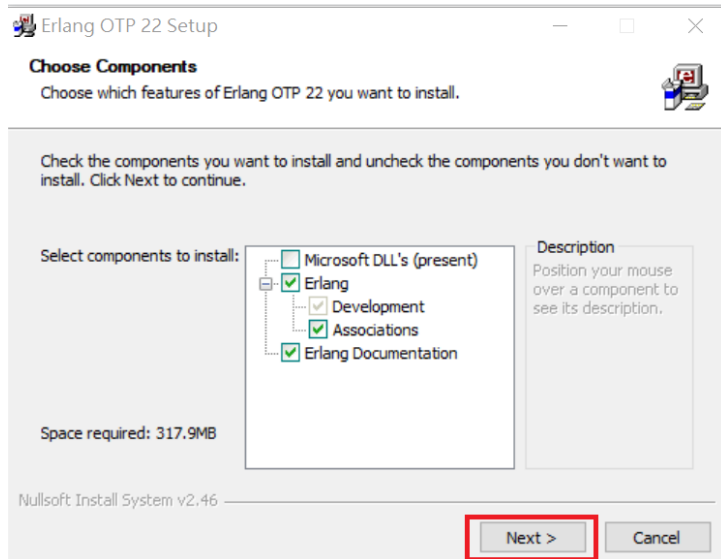 Erlang OTP 22 Setup
Choose Components
Choose which features of Erlang OTP 22 you want to install.
Check the components you want to install and uncheck the components you don't want to
install. Click Next to continue.
Select components to install:
Microsoft DLL's (present)
Erlang
Development
Associations
Erlang Documentation
Description
Position your mouse
over a component to
see its description.
Space required: 317.9MB
Nullsoft Install System v2.46
Next >
Cancel